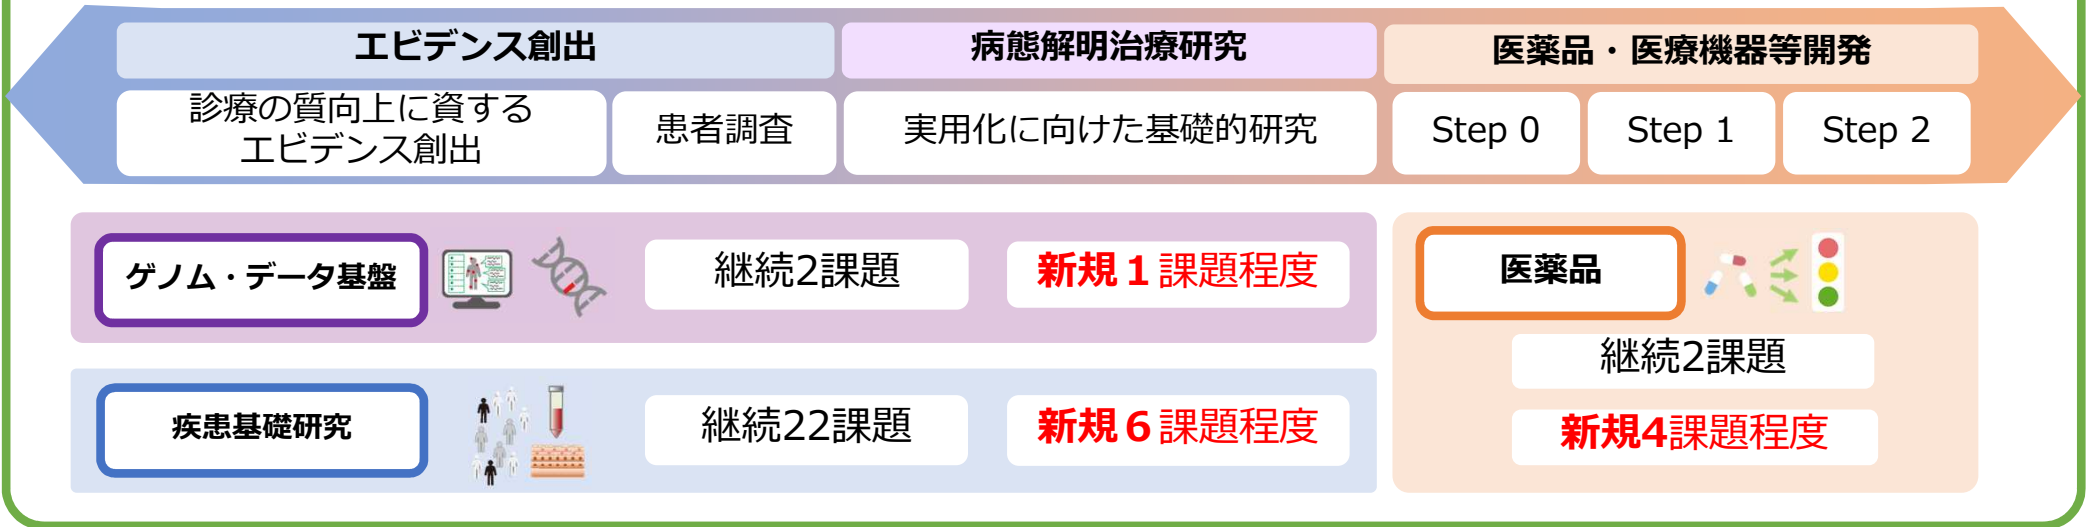 エビデンス創出
病態解明治療研究
医薬品・医療機器等開発
診療の質向上に資する
エビデンス創出
患者調査
実用化に向けた基礎的研究
Step 0
Step 1
Step 2
ゲノム・データ基盤
継続2課題
新規１課題程度
疾患基礎研究
継続22課題
新規６課題程度
医薬品
継続2課題
新規4課題程度